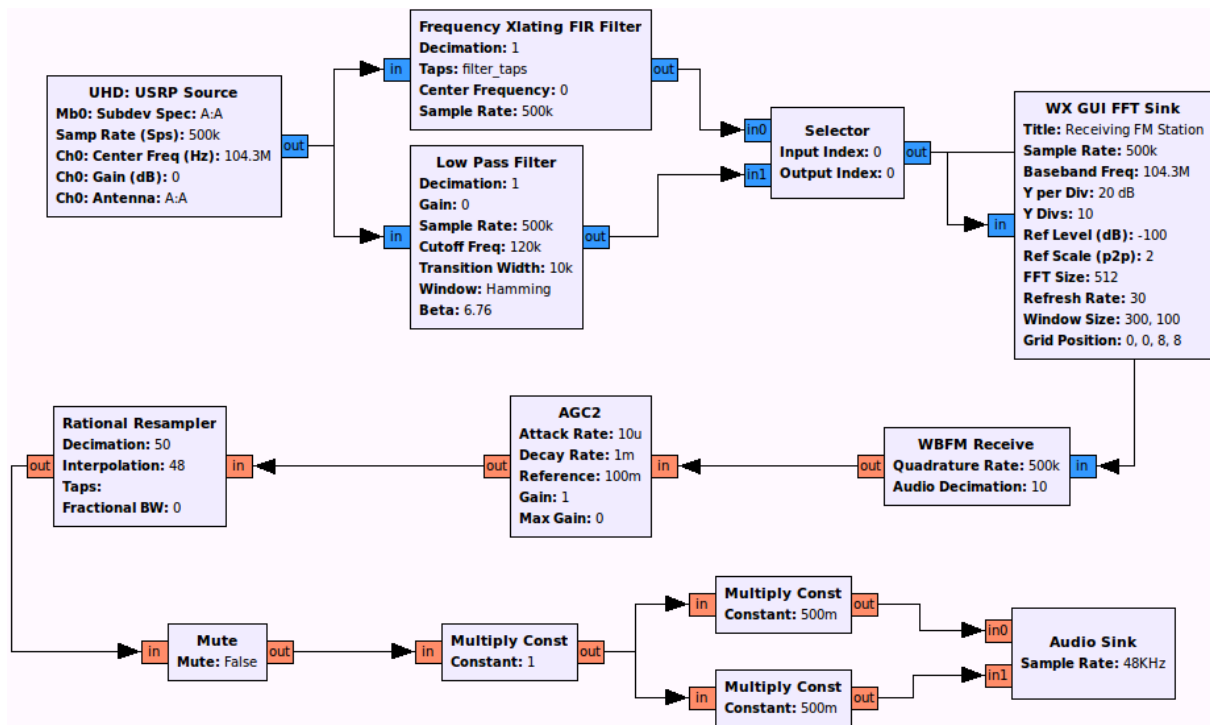 UHD: USRP Source
Mb0: Subdev Spec: A:A
Samp Rate (Sps): 500k
Ch0: Center Freq (Hz): 104.3M
Ch0: Gain (dB): 0
Ch0: Antenna: A:A
out
in
Frequency Xlating FIR Filter
Decimation: 1
Taps: filter_taps
Center Frequency: 0
Sample Rate: 500k
out
in
Low Pass Filter
Decimation: 1
Gain: 0
Sample Rate: 500k
Cutoff Freq: 120k
Transition Width: 10k
Window: Hamming
Beta: 6.76
out
in0
in1
Selector
Input Index: 0
Output Index: 0
out
in
WX GUI FFT Sink
Title: Receiving FM Station
Sample Rate: 500k
Baseband Freq: 104.3M
Y per Div: 20 dB
Y Divs: 10
Ref Level (dB): -100
Ref Scale (p2p): 2
FFT Size: 512
Refresh Rate: 30
Window Size: 300, 100
Grid Position: 0, 0, 8, 8
out
Rational Resampler
Decimation: 50
Interpolation: 48
Taps:
Fractional BW: 0
in
out
AGC2
Attack Rate: 10u
Decay Rate: 1m
Reference: 100m
Gain: 1
Max Gain: 0
in
out
WBFM Receive
Quadrature Rate: 500k
Audio Decimation: 10
in
in
Mute
Mute: False
out
in
Multiply Const
Constant: 1
out
in
Multiply Const
Constant: 500m
out
in
Multiply Const
Constant: 500m
out
in0
in1
Audio Sink
Sample Rate: 48KHz